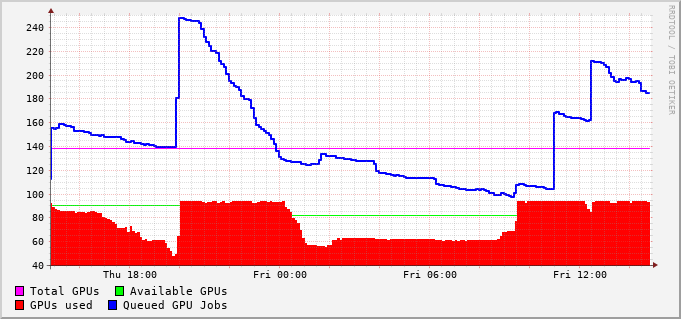 240
220
200
180
160
140
120
100
80
60
40
Thu 18:00 Fri 00:00 Fri 06:00 Fri 12:00
Total GPUs Available GPUs
GPUs used Queued GPU Jobs
RRDTOOL / TOBI OETIKER